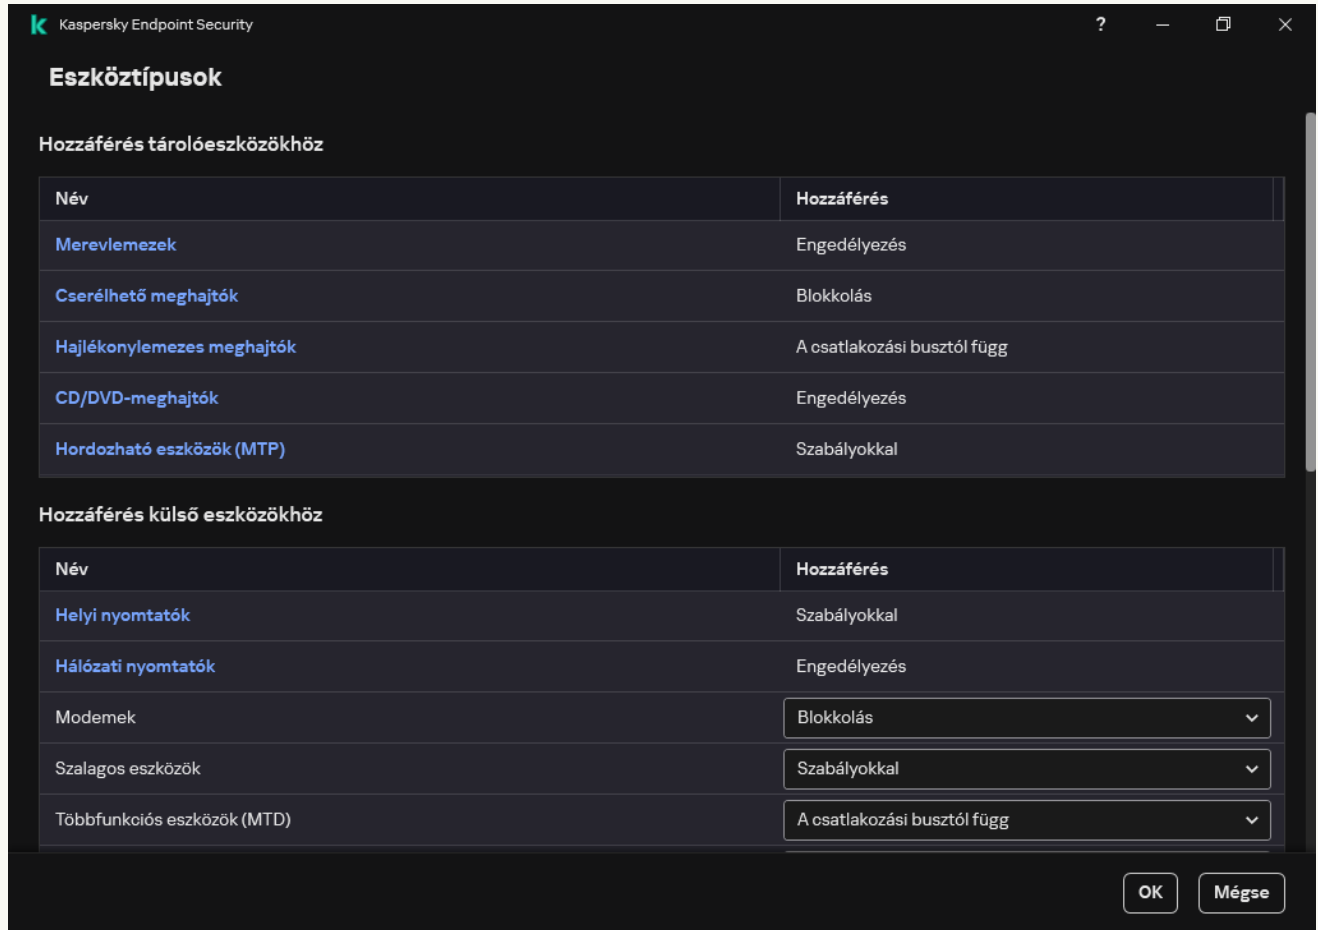 Kaspersky Endpoint Security ?
Eszköztípusok
Hozzáférés tárolóeszközökhöz
Név Hozzáférés
Merevlemezek Engedélyezés
Cserélhető meghajtók Blokkolás
Hajlékonylemezes meghajtók A csatlakozási busztól függ
CD/DVD-meghajtók Engedélyezés
Hordozható eszközök (MTP) Szabályokkal
Hozzáférés külső eszközökhöz
Név Hozzáférés
Helyi nyomtatók Szabályokkal
Hálózati nyomtatók Engedélyezés
Modemek Blokkolás
Szalagos eszközök Szabályokkal
Többfunkciós eszközök (MTD) A csatlakozási busztól függ
OK Mégse